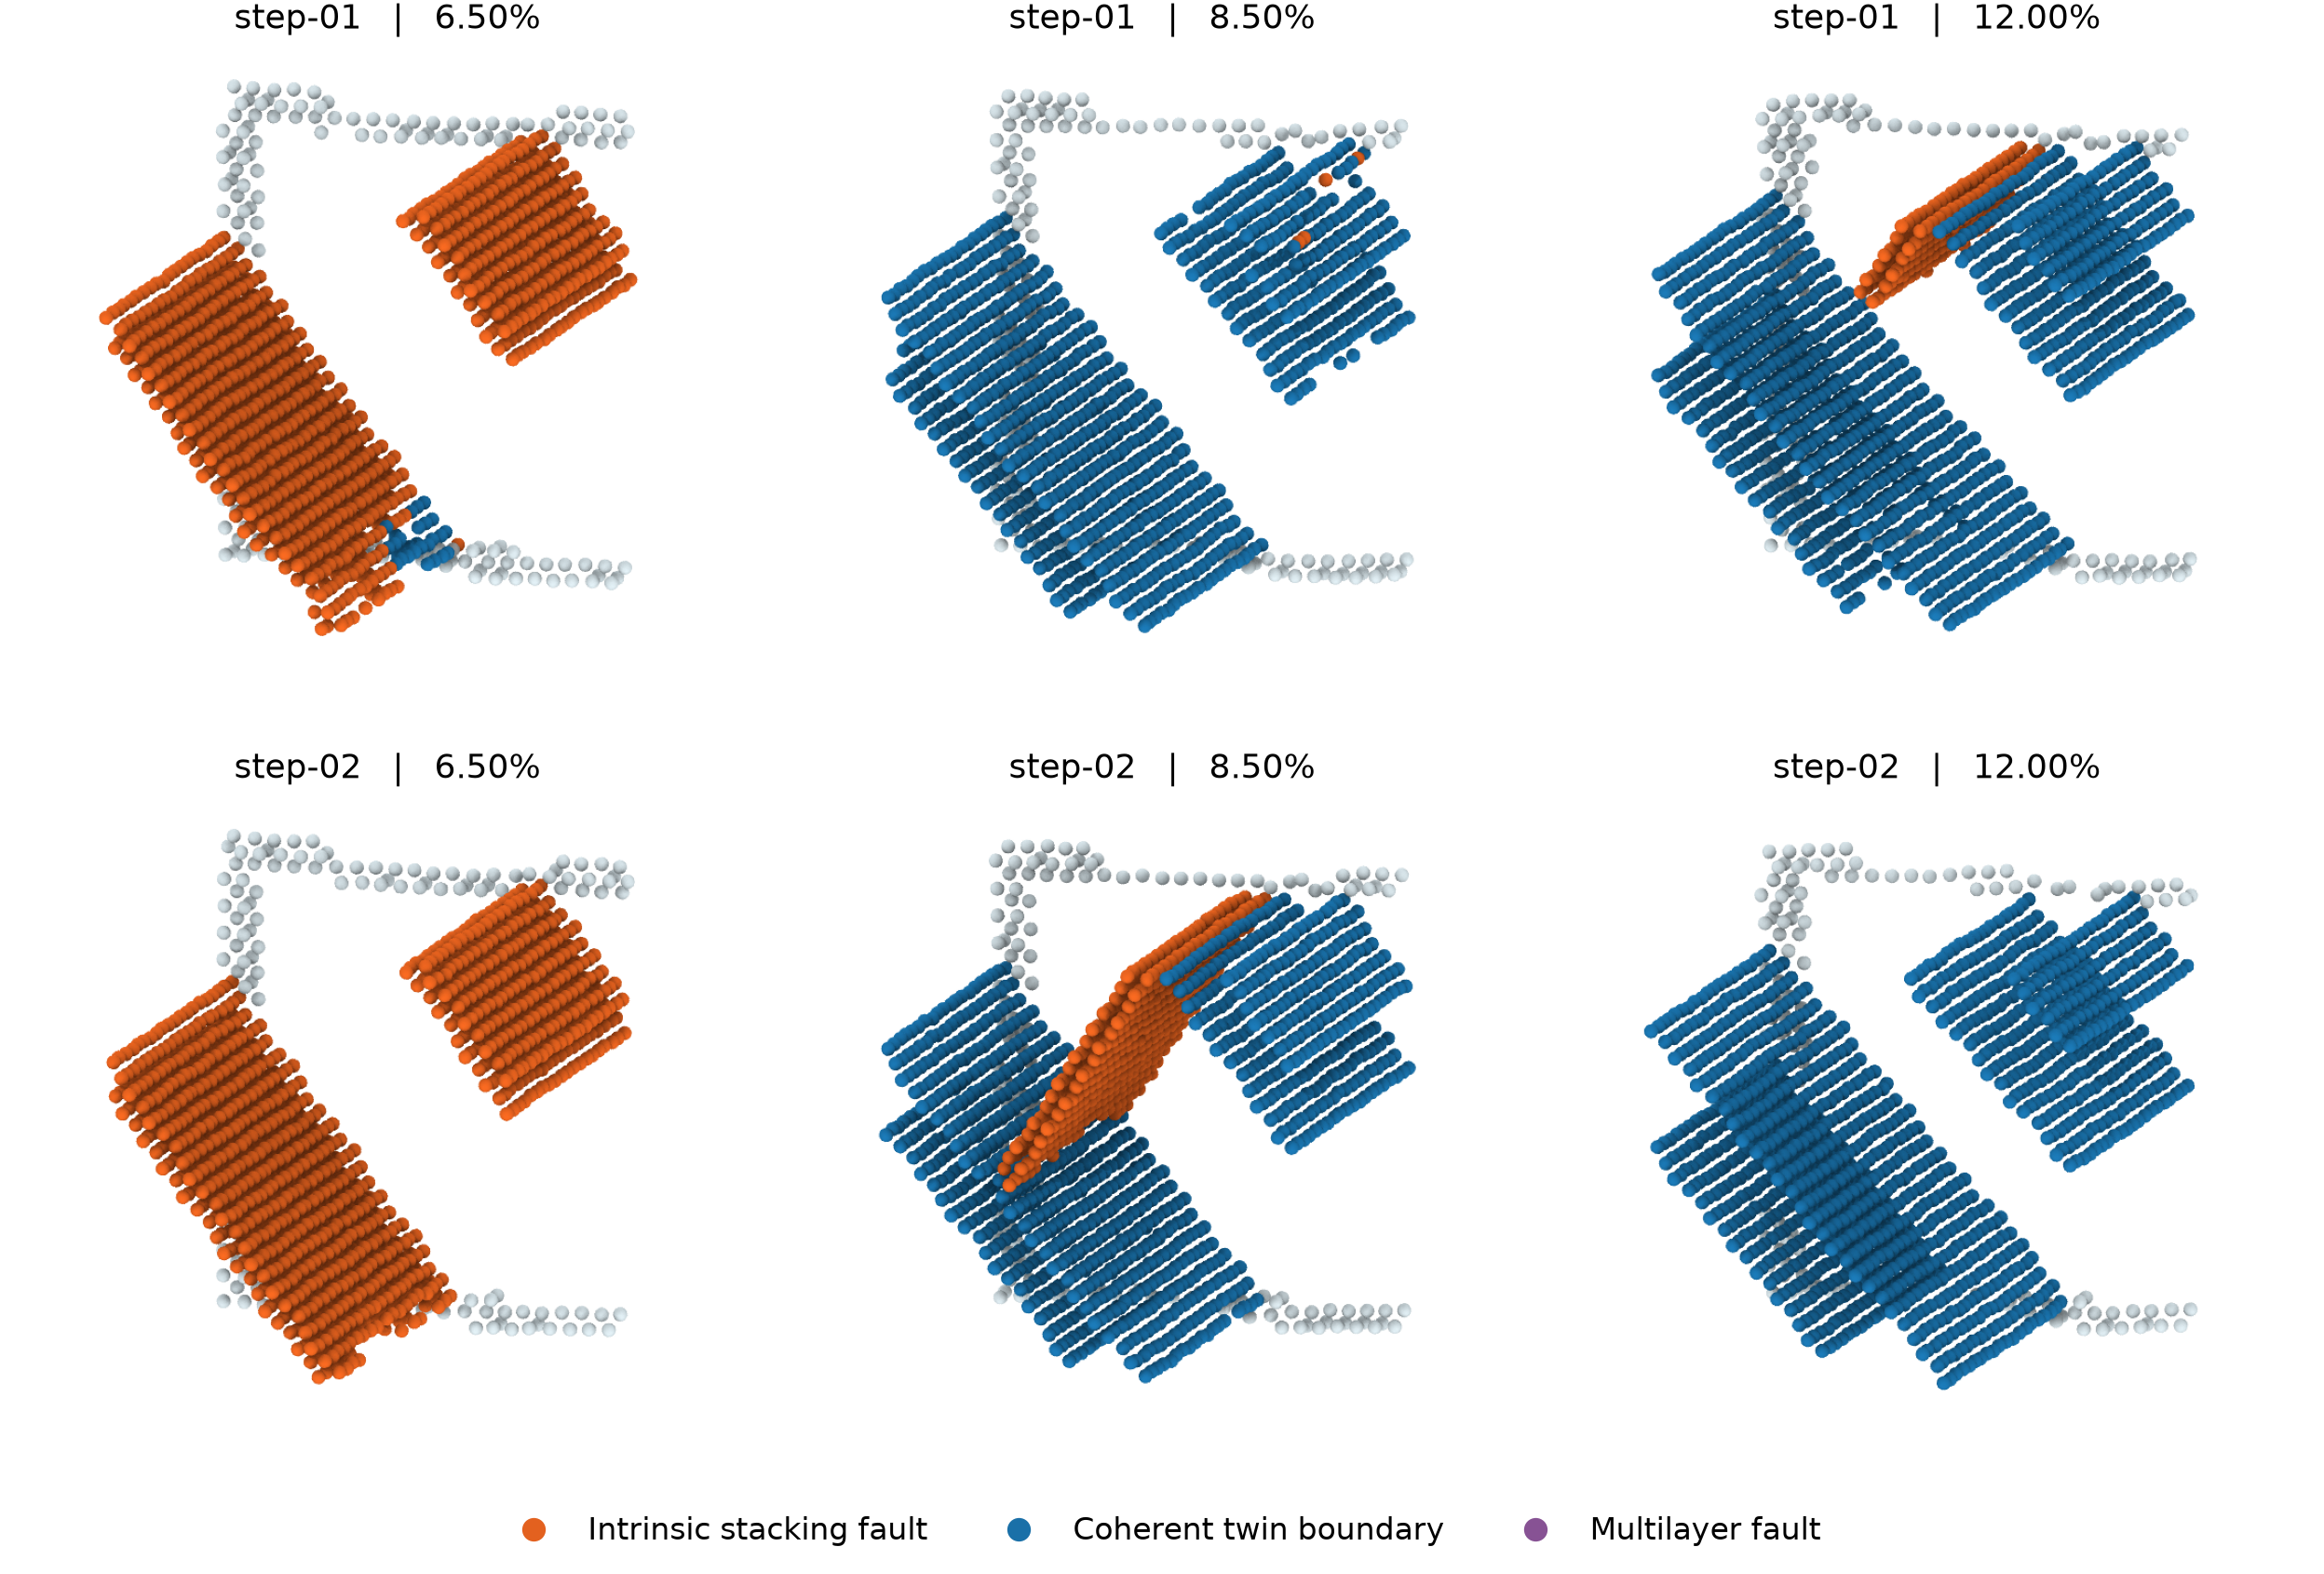 step-01 | 6.50%
step-01 | 8.50%
step-01 | 12.00%
step-02 | 6.50%
step-02 | 8.50%
step-02 | 12.00%
Intrinsic stacking fault
Coherent twin boundary
Multilayer fault